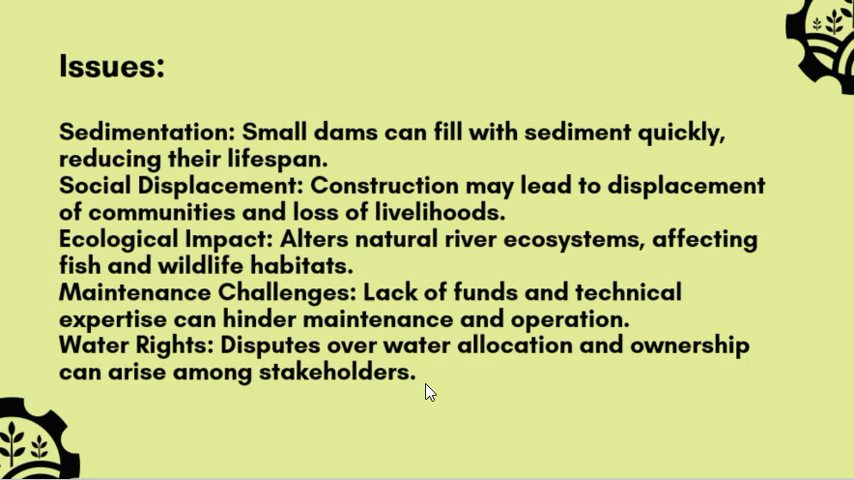 Issues:
Sedimentation: Small dams can fill with sediment quickly,
reducing their lifespan.
Social Displacement: Construction may lead to displacement
of communities and loss of livelihoods.
Ecological Impact: Alters natural river ecosystems, affecting
fish and wildlife habitats.
Maintenance Challenges: Lack of funds and technical
expertise can hinder maintenance and operation.
Water Rights: Disputes over water allocation and ownership
can arise among stakeholders.